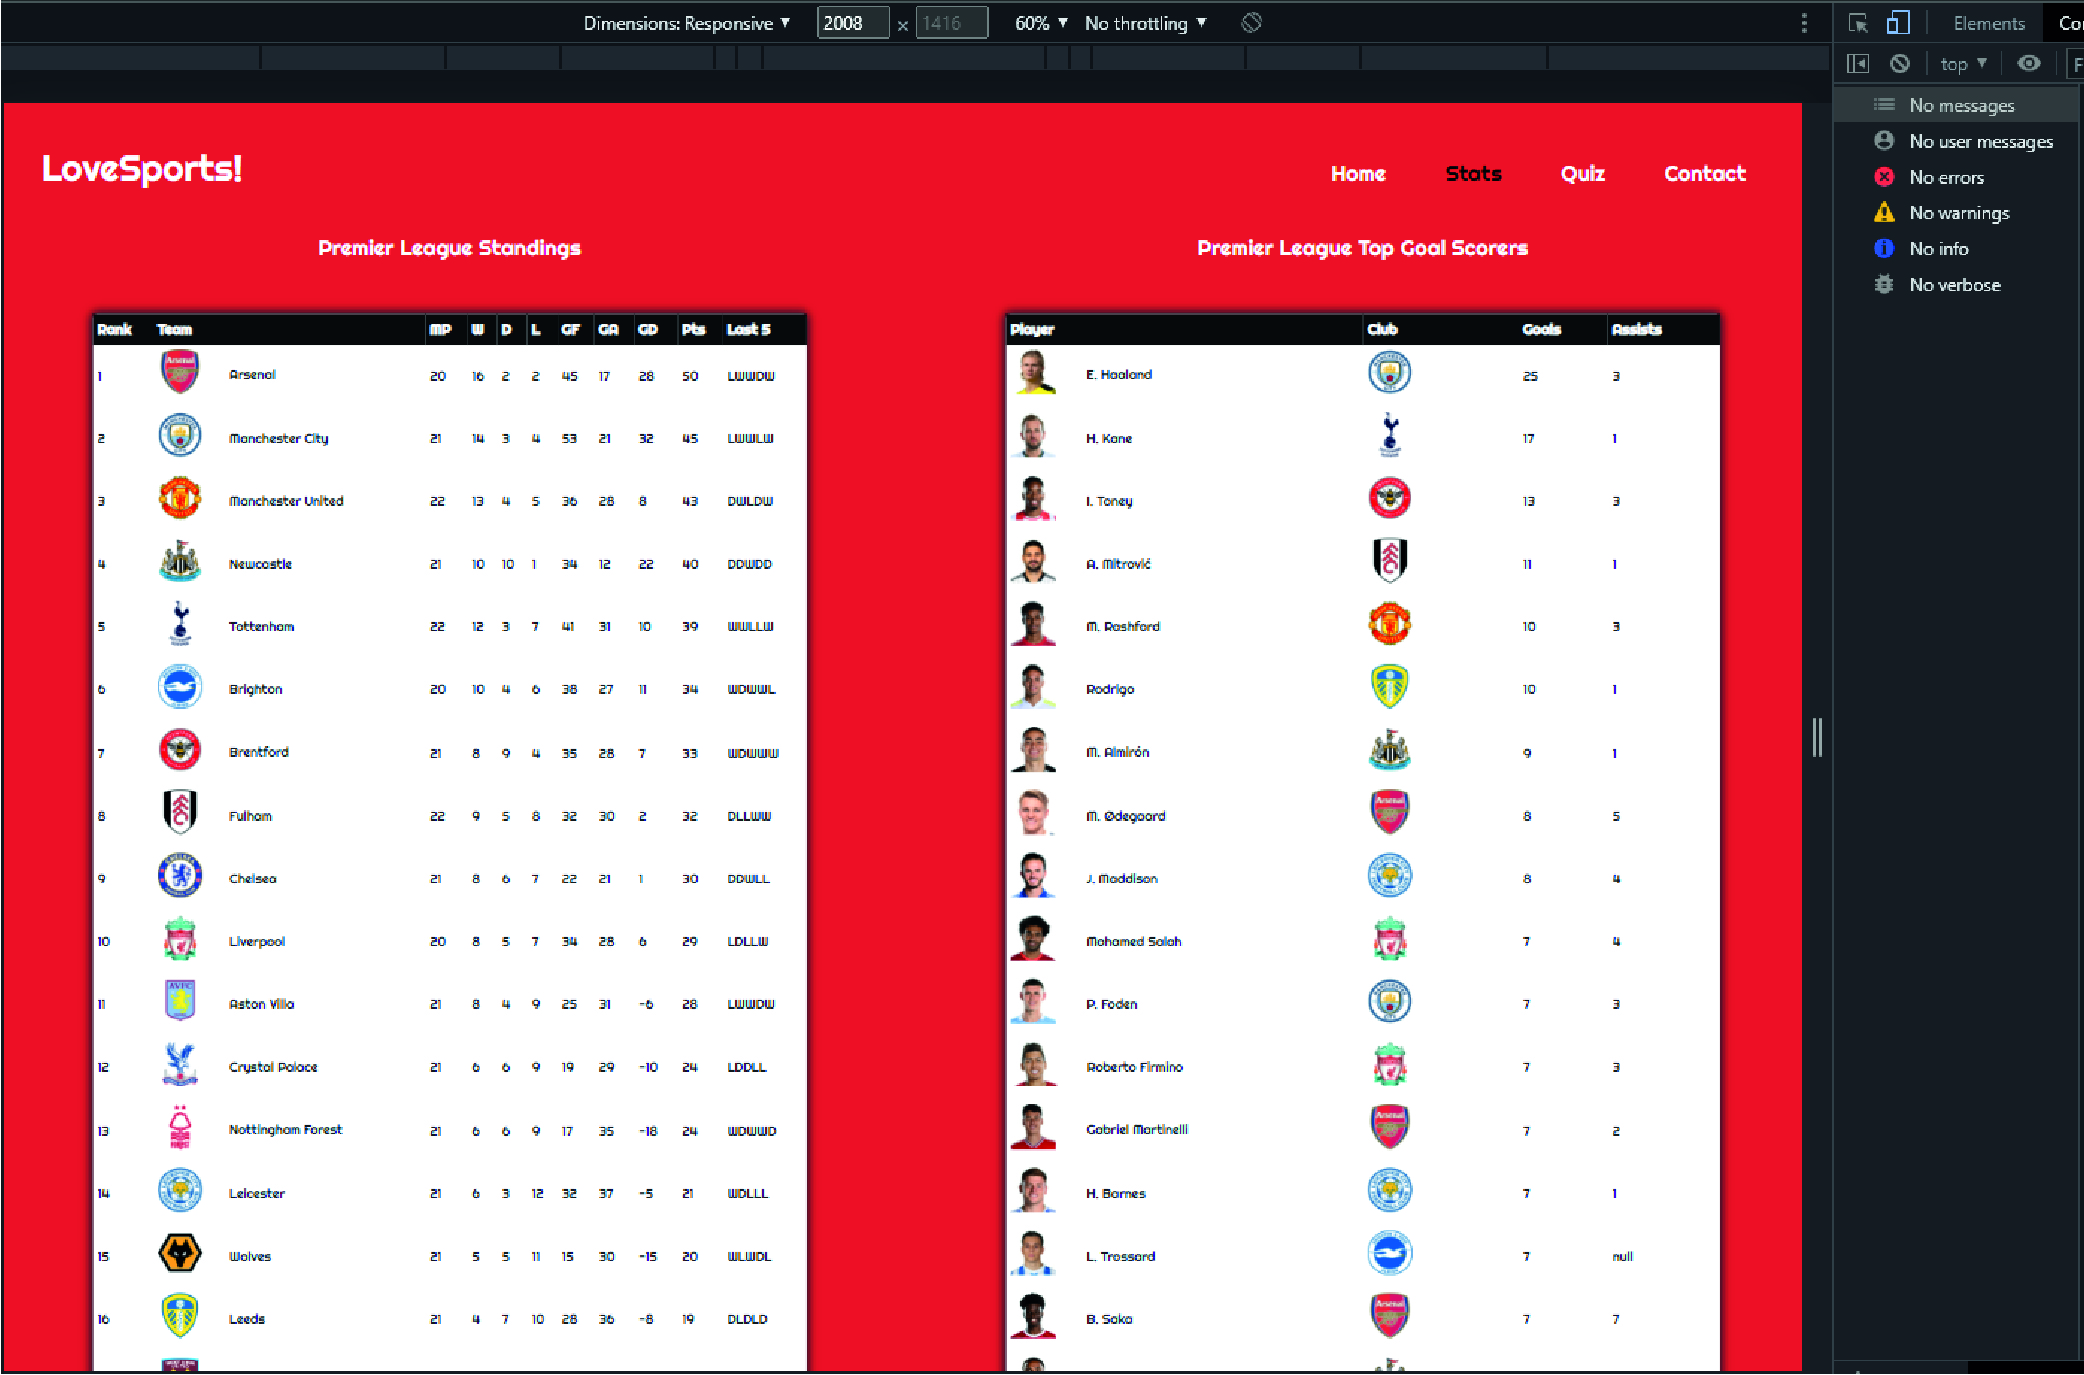 Dimensions: Responsive ▼ 2008 × 1416 60% ▼ No throttling ▼
Elements Co
top ▼ F
No messages
No user messages
No errors
No warnings
No info
No verbose
LoveSports!
Home Stats Quiz Contact
Premier League Standings
Rank Team MP W D L GF GA GD Pts Last 5
1 Arsenal 20 16 2 2 45 17 28 50 LWWDW
2 Manchester City 21 14 3 4 53 21 32 45 LWWLW
3 Manchester United 22 13 4 5 36 28 8 43 DWLDW
4 Newcastle 21 10 10 1 34 12 22 40 DDWDD
5 Tottenham 22 12 3 7 41 31 10 39 WWLLW
6 Brighton 20 10 4 6 38 27 11 34 WDWWL
7 Brentford 21 8 9 4 35 28 7 33 WDWWW
8 Fulham 22 9 5 8 32 30 2 32 DLLWW
9 Chelsea 21 8 6 7 22 21 1 30 DDWLL
10 Liverpool 20 8 5 7 34 28 6 29 LDLLW
11 Aston Villa 21 8 4 9 25 31 -6 28 LWWDW
12 Crystal Palace 21 6 6 9 19 29 -10 24 LDDLL
13 Nottingham Forest 21 6 6 9 17 35 -18 24 WDWWD
14 Leicester 21 6 3 12 32 37 -5 21 WDLLL
15 Wolves 21 5 5 11 15 30 -15 20 WLWDL
16 Leeds 21 4 7 10 28 36 -8 19 DLDLD
Premier League Top Goal Scorers
Player Club Goals Assists
E. Haaland 25 3
H. Kane 17 1
I. Toney 13 3
A. Mitrović 11 1
M. Rashford 10 3
Rodrigo 10 1
M. Almirón 9 1
M. Ødegaard 8 5
J. Maddison 8 4
Mohamed Salah 7 4
P. Foden 7 3
Roberto Firmino 7 3
Gabriel Martinelli 7 2
H. Barnes 7 1
L. Trossard 7 null
B. Saka 7 7